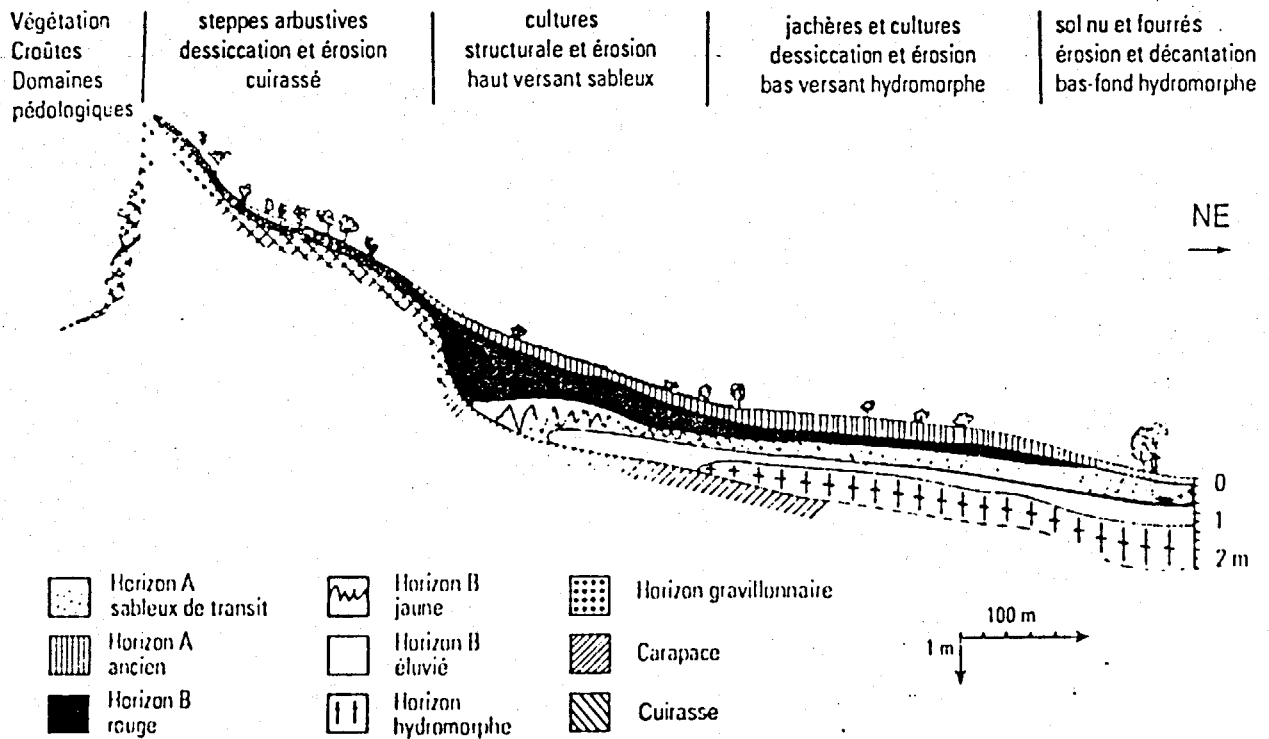 Végétation
Croûtes
Domaines
pédologiques
steppes arbustives
dessiccation et érosion
cuirassé
cultures
structurale et érosion
haut versant sableux
jachères et cultures
dessiccation et érosion
bas versant hydromorphe
sol nu et fourrés
érosion et décantation
bas-fond hydromorphe
NE
0
1
2 m
Horizon A
sableux de transit
Horizon A
ancien
Horizon B
rouge
Horizon B
jaune
Horizon B
éluvié
Horizon
hydromorphe
Horizon gravillonnaire
Carapace
Cuirasse
100 m
1 m